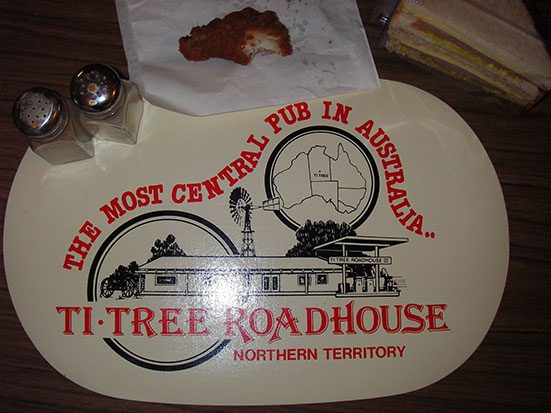 THE MOST CENTRAL PUB IN AUSTRALIA..
TI TREE
TI·TREE ROADHOUSE
TI·TREE ROADHOUSE
NORTHERN TERRITORY